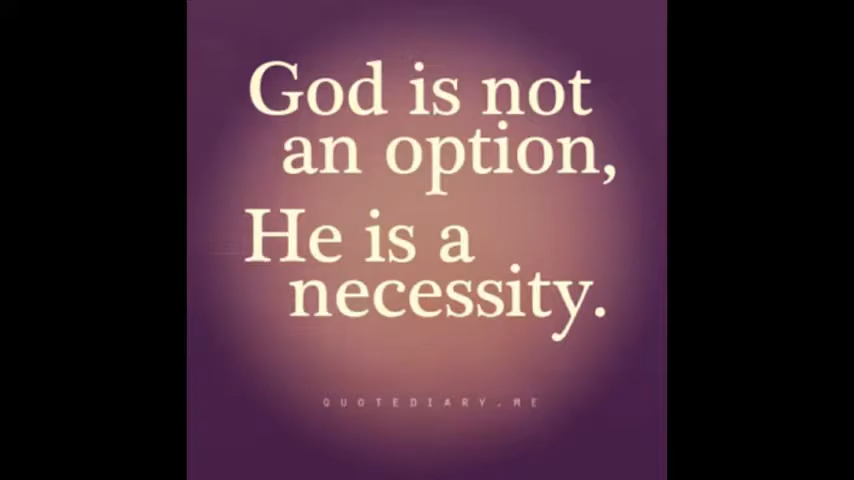 God is not
an option,
He is a
necessity.
QUOTEDIARY.ME